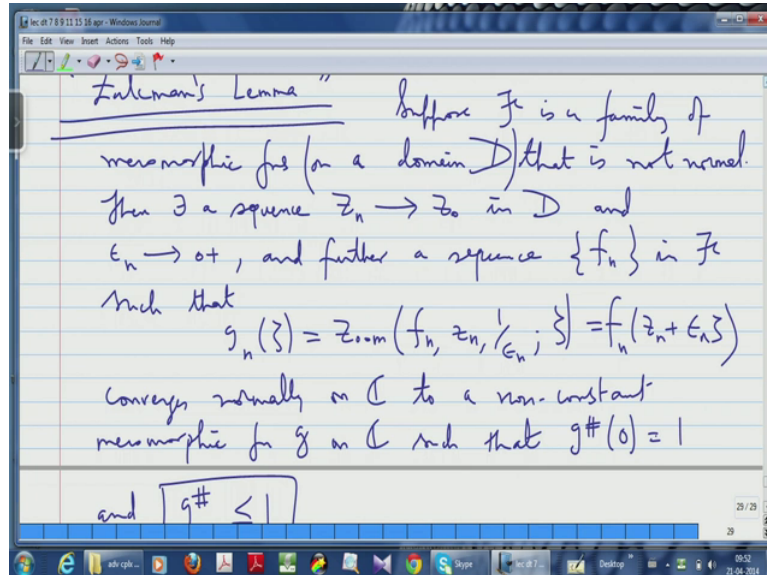 lec dt 7 8 9 11 15 16 apr - Windows Journal
File Edit View Insert Actions Tools Help
"Zalcman's Lemma" Suppose ℱ is a family of
meromorphic fns (on a domain D) that is not normal.
Then ∃ a sequence Zₙ → Z₀ in D and
ϵₙ → 0+, and further a sequence {fₙ} in ℱ
such that
gₙ(ζ) = Zoom(fₙ, zₙ, 1/ϵₙ; ζ) = fₙ(zₙ + ϵₙζ)
converges normally on ℂ to a non-constant
meromorphic fn g on ℂ such that g#(0) = 1
and g# ≤ 1
29 / 29
29
adv cplx ...
Skype
lec dt 7 ...
Desktop
09:52
21-04-2014